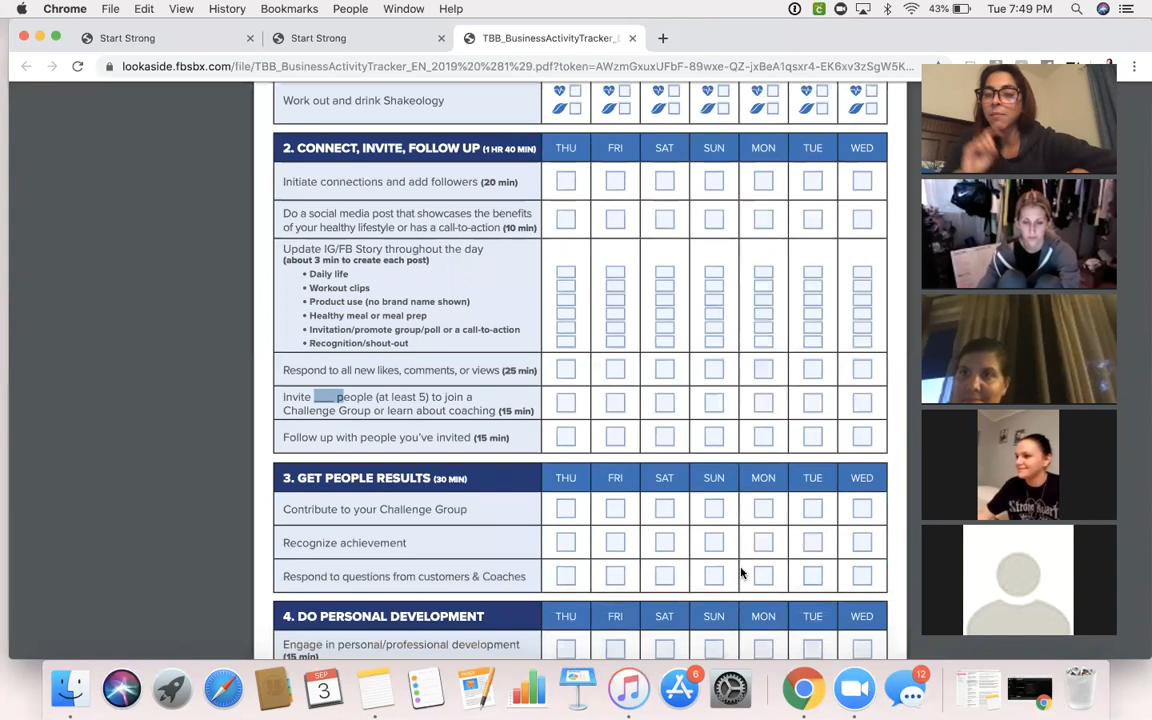 Chrome File Edit View History Bookmarks People Window Help
43% Tue 7:49 PM
Start Strong
Start Strong
TBB_BusinessActivityTracker_E
lookaside.fbsbx.com/file/TBB_BusinessActivityTracker_EN_2019%20%281%29.pdf?token=AWzmGxuxUFbF-89wxe-QZ-jxBeA1qsxr4-EK6xv3zSgW5K...
Work out and drink Shakeology
2. CONNECT, INVITE, FOLLOW UP (1 HR 40 MIN) THU FRI SAT SUN MON TUE WED
Initiate connections and add followers (20 min)
Do a social media post that showcases the benefits
of your healthy lifestyle or has a call-to-action (10 min)
Update IG/FB Story throughout the day
(about 3 min to create each post)
• Daily life
• Workout clips
• Product use (no brand name shown)
• Healthy meal or meal prep
• Invitation/promote group/poll or a call-to-action
• Recognition/shout-out
Respond to all new likes, comments, or views (25 min)
Invite ___ people (at least 5) to join a
Challenge Group or learn about coaching (15 min)
Follow up with people you've invited (15 min)
3. GET PEOPLE RESULTS (30 MIN) THU FRI SAT SUN MON TUE WED
Contribute to your Challenge Group
Recognize achievement
Respond to questions from customers & Coaches
4. DO PERSONAL DEVELOPMENT THU FRI SAT SUN MON TUE WED
Engage in personal/professional development
(15 min)
SEP
3
6
12